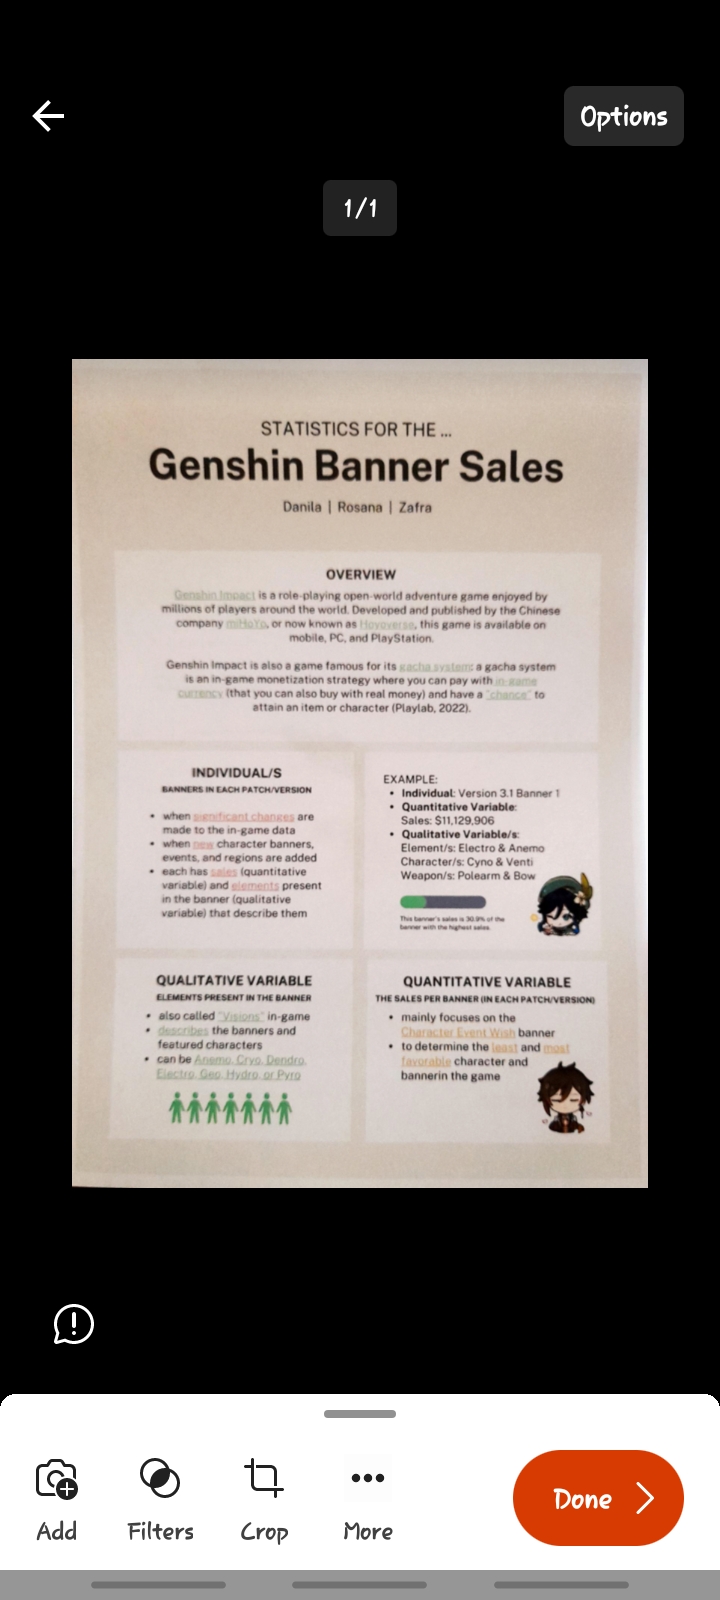 Options
1/1
STATISTICS FOR THE ...
Genshin Banner Sales
Danila | Rosana | Zafra
OVERVIEW
Genshin Impact is a role-playing open-world adventure game enjoyed by
millions of players around the world. Developed and published by the Chinese
company miHoYo, or now known as Hoyoverse, this game is available on
mobile, PC, and PlayStation.
Genshin Impact is also a game famous for its gacha system: a gacha system
is an in-game monetization strategy where you can pay with in-game
currency (that you can also buy with real money) and have a "chance" to
attain an item or character (Playlab, 2022).
INDIVIDUAL/S
BANNERS IN EACH PATCH/VERSION
• when significant changes are
made to the in-game data
• when new character banners,
events, and regions are added
• each has sales (quantitative
variable) and elements present
in the banner (qualitative
variable) that describe them
EXAMPLE:
• Individual: Version 3.1 Banner 1
• Quantitative Variable:
Sales: $11,129,906
• Qualitative Variable/s:
Element/s: Electro & Anemo
Character/s: Cyno & Venti
Weapon/s: Polearm & Bow
This banner's sales is 30.9% of the
banner with the highest sales.
QUALITATIVE VARIABLE
ELEMENTS PRESENT IN THE BANNER
• also called "Visions" in-game
• describes the banners and
featured characters
• can be Anemo, Cryo, Dendro,
Electro, Geo, Hydro, or Pyro
QUANTITATIVE VARIABLE
THE SALES PER BANNER (IN EACH PATCH/VERSION)
• mainly focuses on the
Character Event Wish banner
• to determine the least and most
favorable character and
bannerin the game
Add
Filters
Crop
More
Done